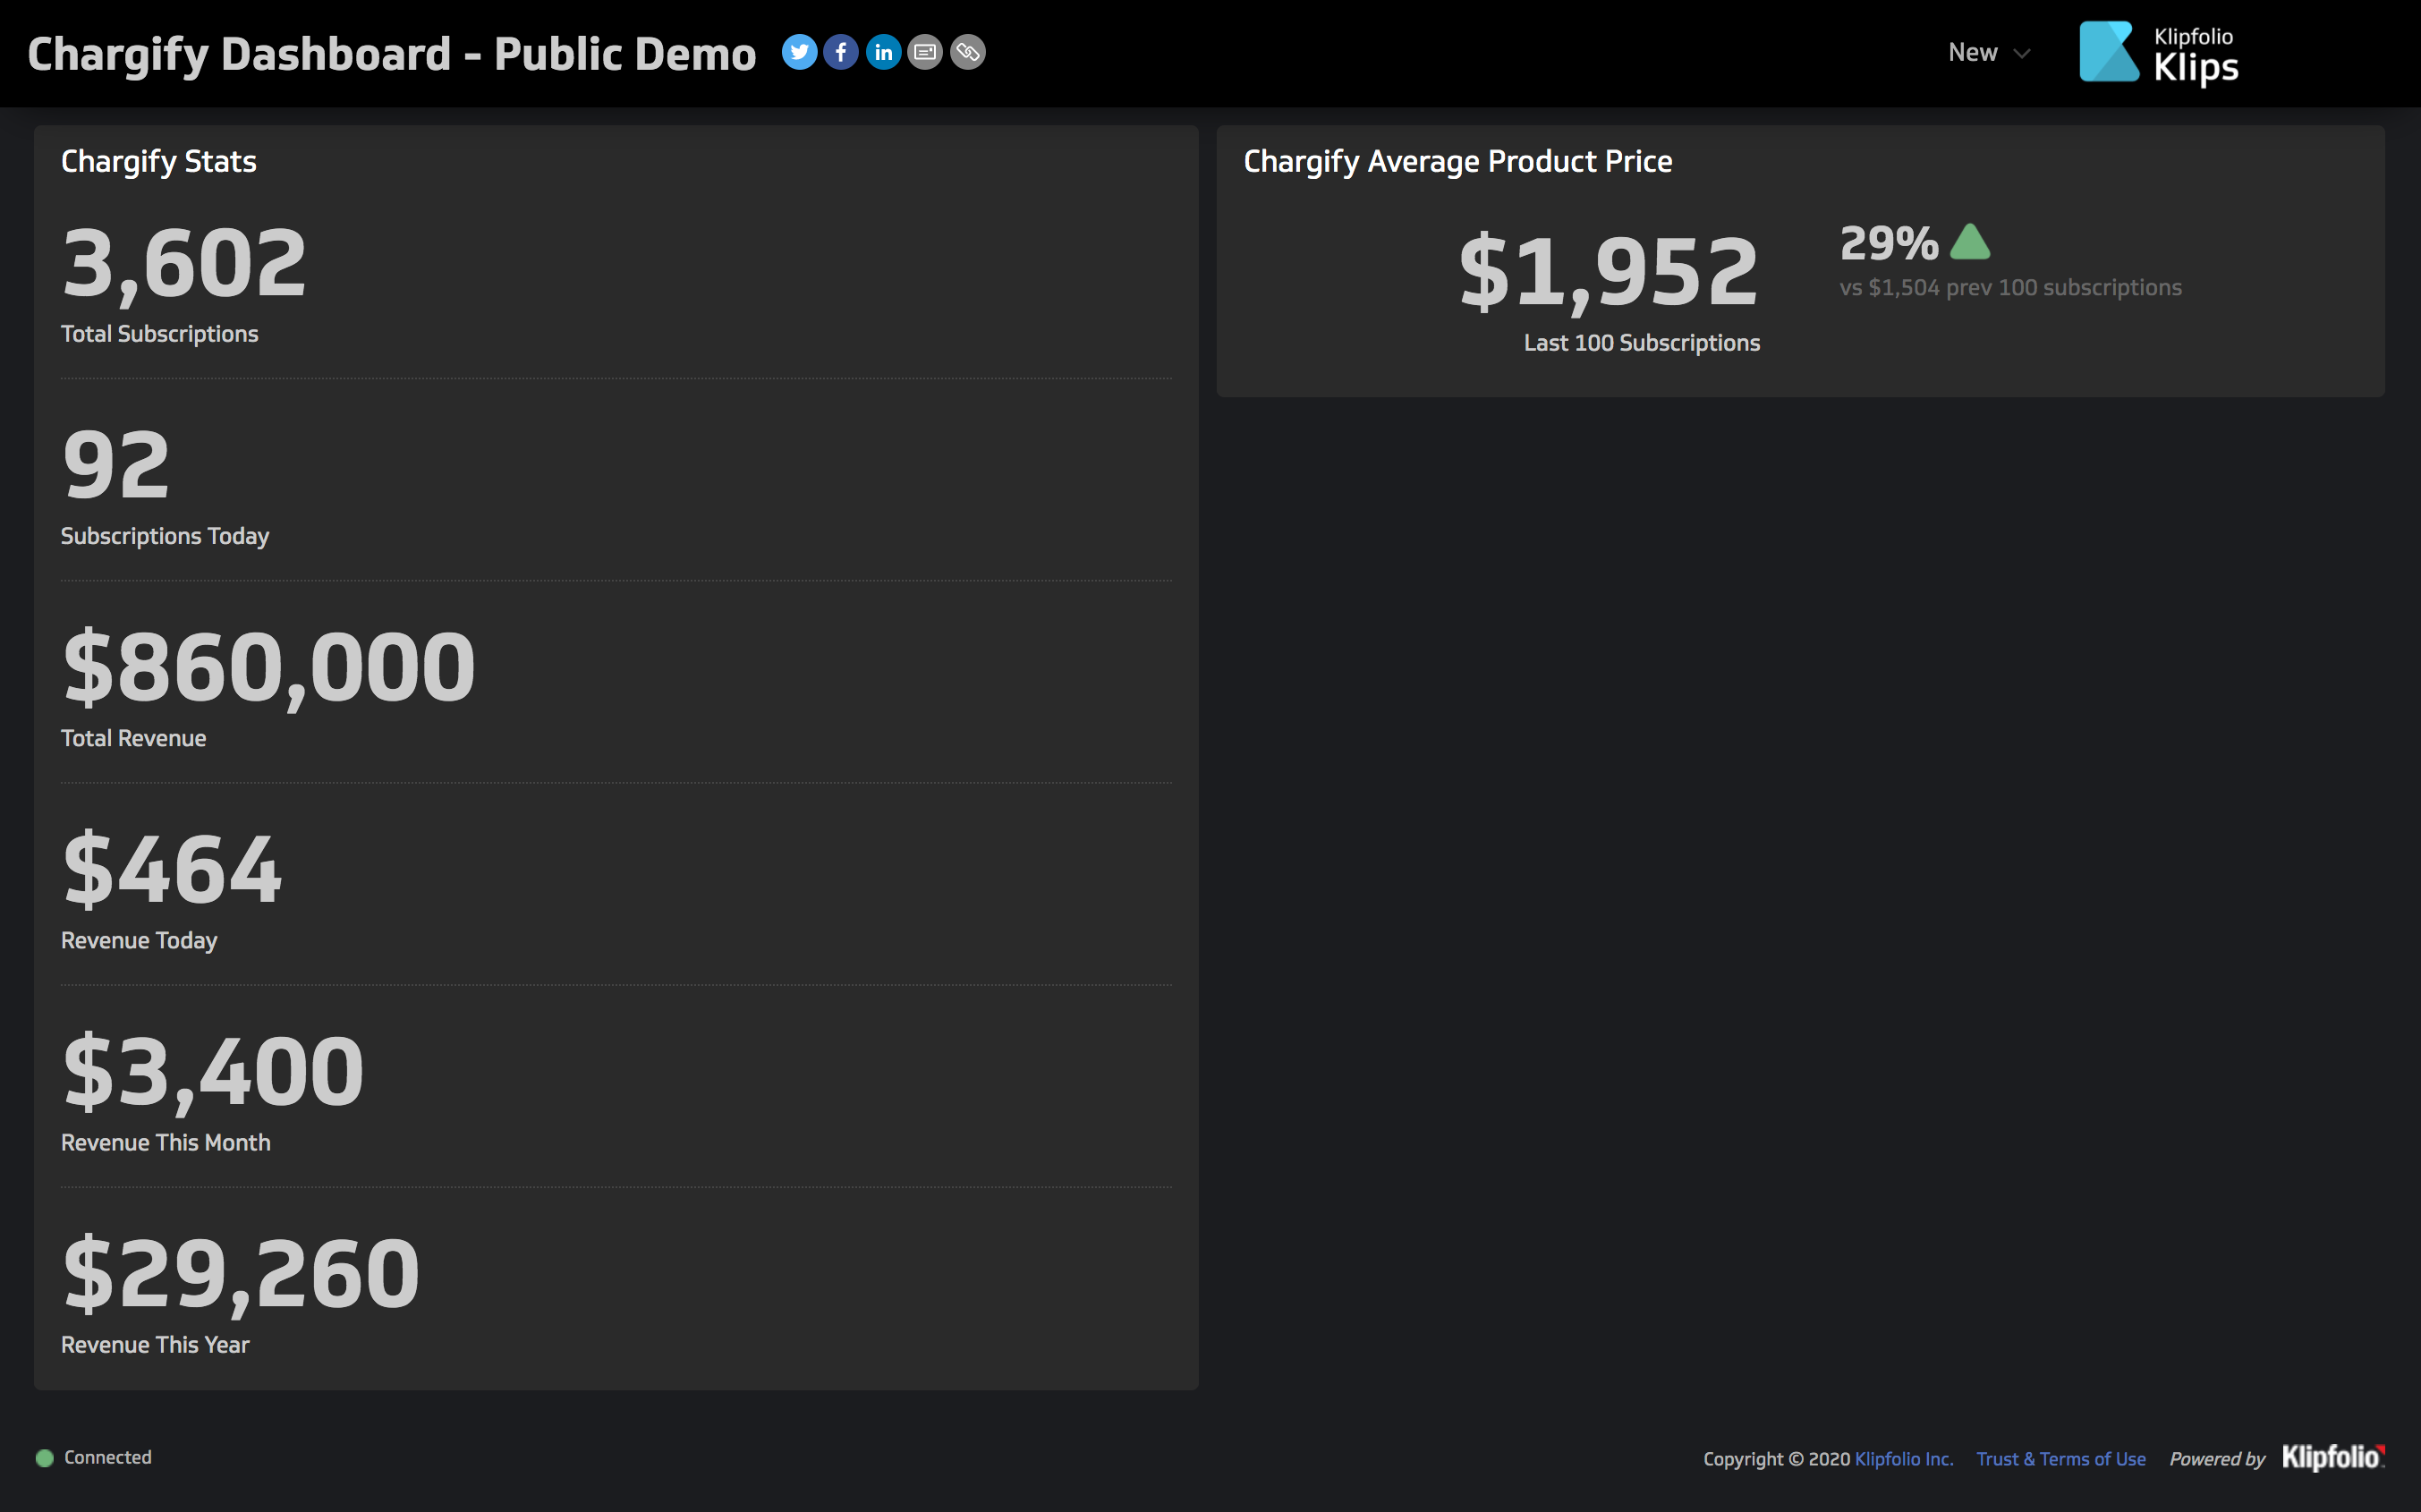 Chargify Dashboard - Public Demo
New
Klipfolio
Klips
Chargify Stats
3,602
Total Subscriptions
92
Subscriptions Today
$860,000
Total Revenue
$464
Revenue Today
$3,400
Revenue This Month
$29,260
Revenue This Year
Chargify Average Product Price
$1,952
Last 100 Subscriptions
29%
vs $1,504 prev 100 subscriptions
Connected
Copyright © 2020 Klipfolio Inc. Trust & Terms of Use Powered by Klipfolio